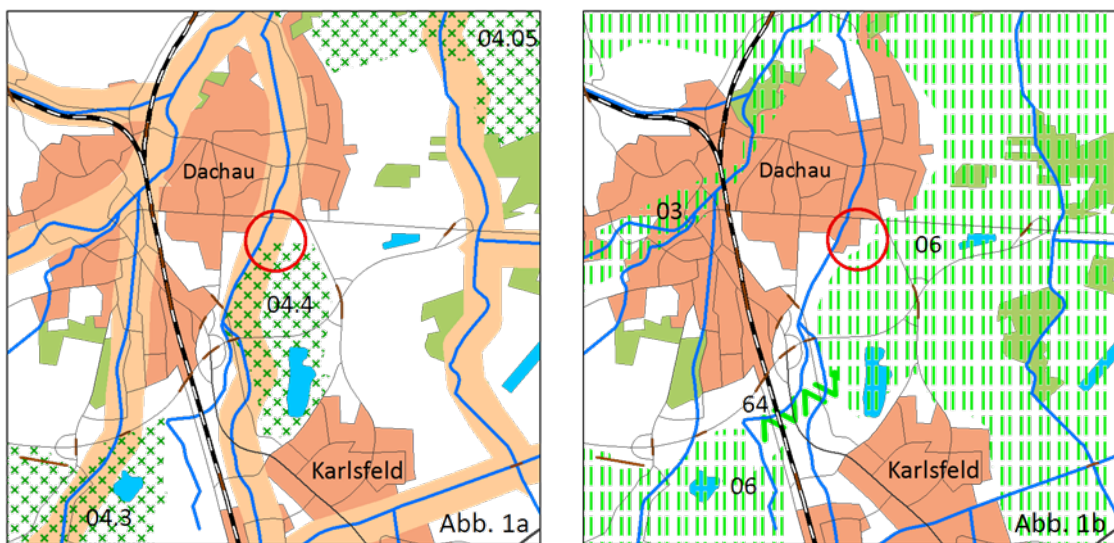 04.05
Dachau
04.4
Karlsfeld
04.3
Abb. 1a
Dachau
03
06
64
Karlsfeld
06
Abb. 1b